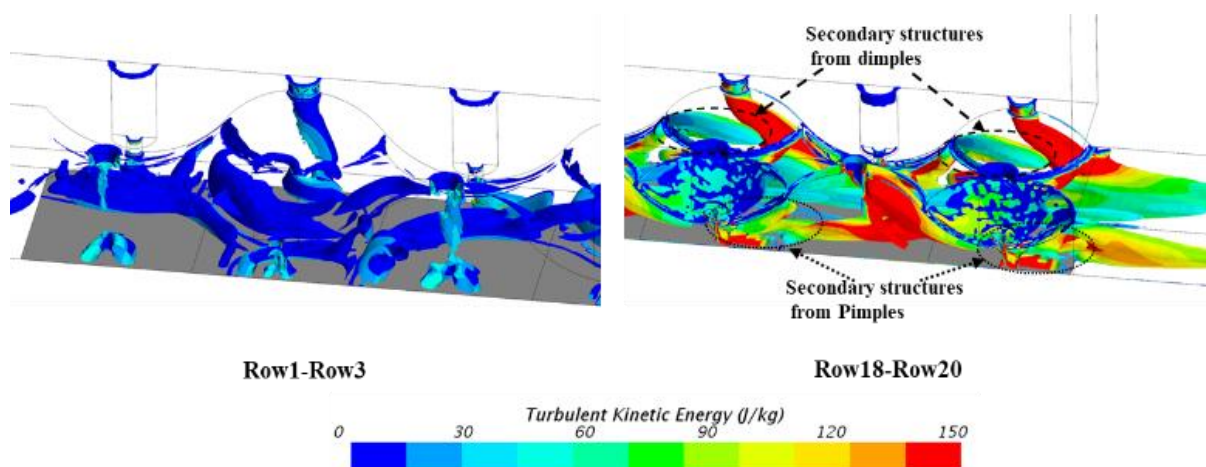 Secondary structures
from dimples
Secondary structures
from Pimples
Row1-Row3
Row18-Row20
Turbulent Kinetic Energy (J/kg)
0 30 60 90 120 150